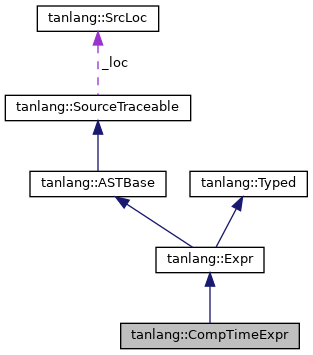 tanlang::SrcLoc
_loc
tanlang::SourceTraceable
tanlang::ASTBase
tanlang::Typed
tanlang::Expr
tanlang::CompTimeExpr